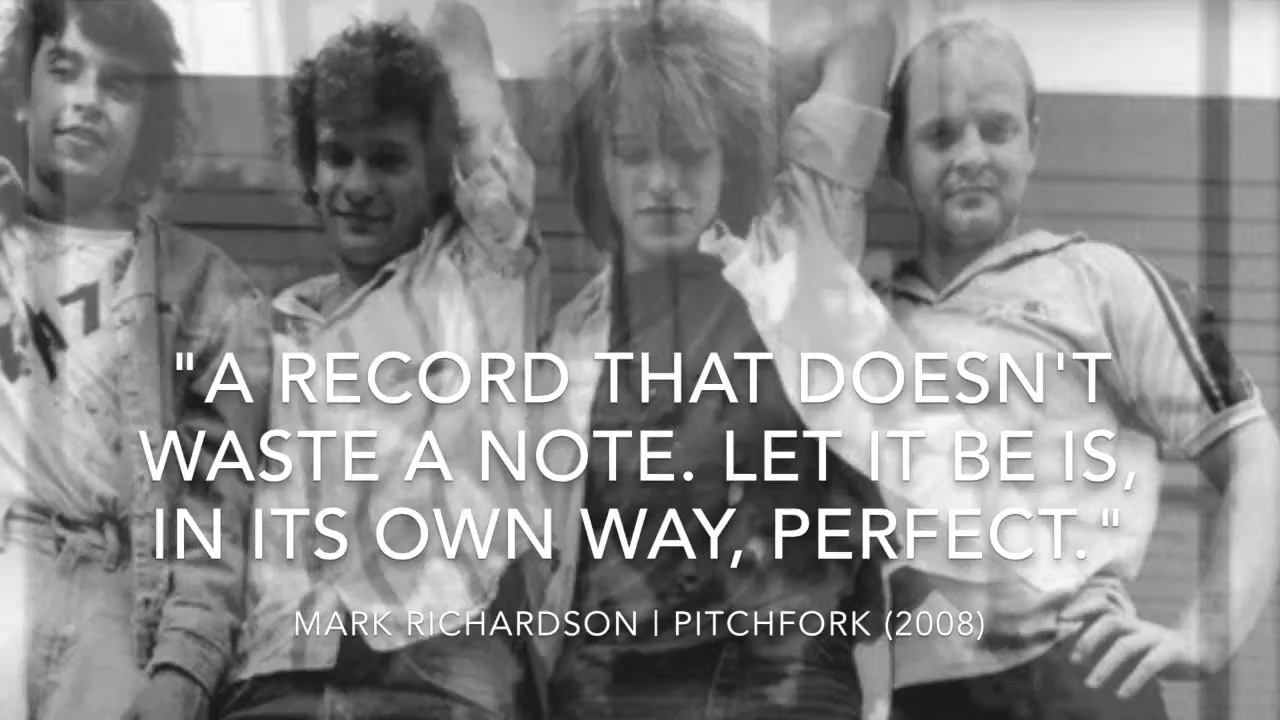 "A RECORD THAT DOESN'T
WASTE A NOTE. LET IT BE IS,
IN ITS OWN WAY, PERFECT."
MARK RICHARDSON | PITCHFORK (2008)